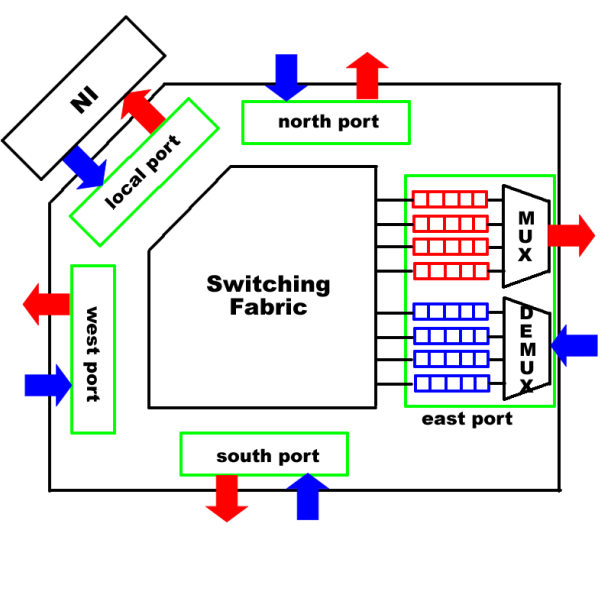 NI
local port
north port
Switching
Fabric
west port
MUX
DEMUX
east port
south port